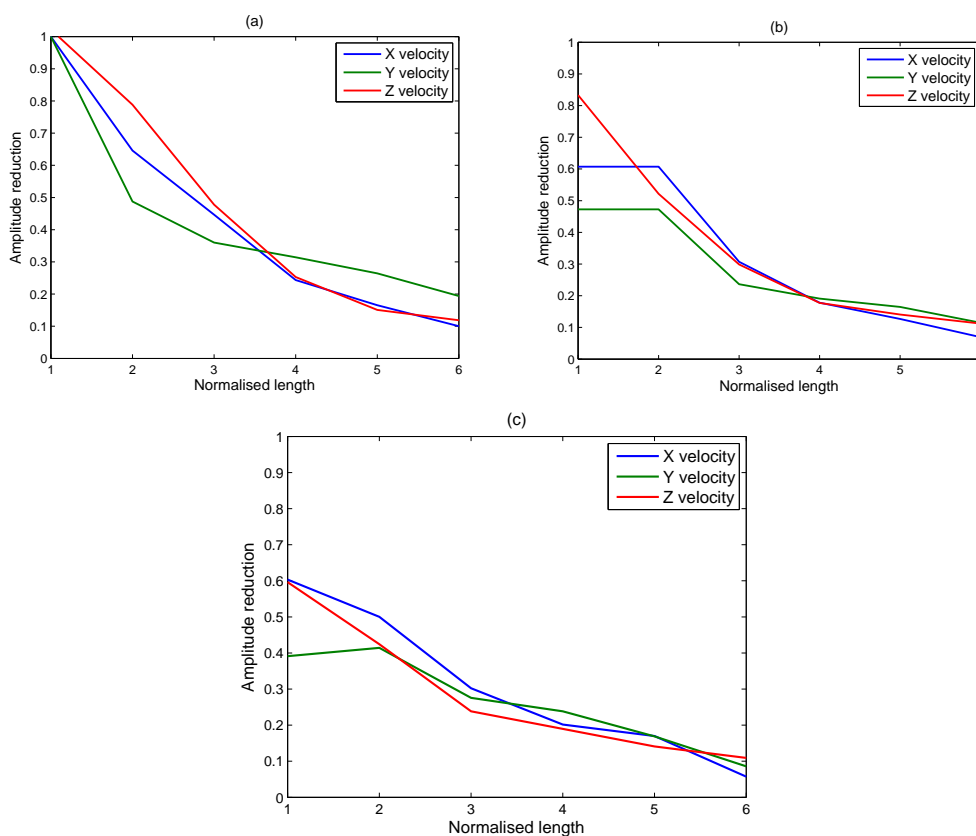 (a)
1
0.9
0.8
0.7
0.6
0.5
0.4
0.3
0.2
0.1
0
Amplitude reduction
X velocity
Y velocity
Z velocity
1 2 3 4 5 6
Normalised length
(b)
1
0.9
0.8
0.7
0.6
0.5
0.4
0.3
0.2
0.1
0
Amplitude reduction
X velocity
Y velocity
Z velocity
1 2 3 4 5
Normalised length
(c)
1
0.9
0.8
0.7
0.6
0.5
0.4
0.3
0.2
0.1
0
Amplitude reduction
X velocity
Y velocity
Z velocity
1 2 3 4 5 6
Normalised length